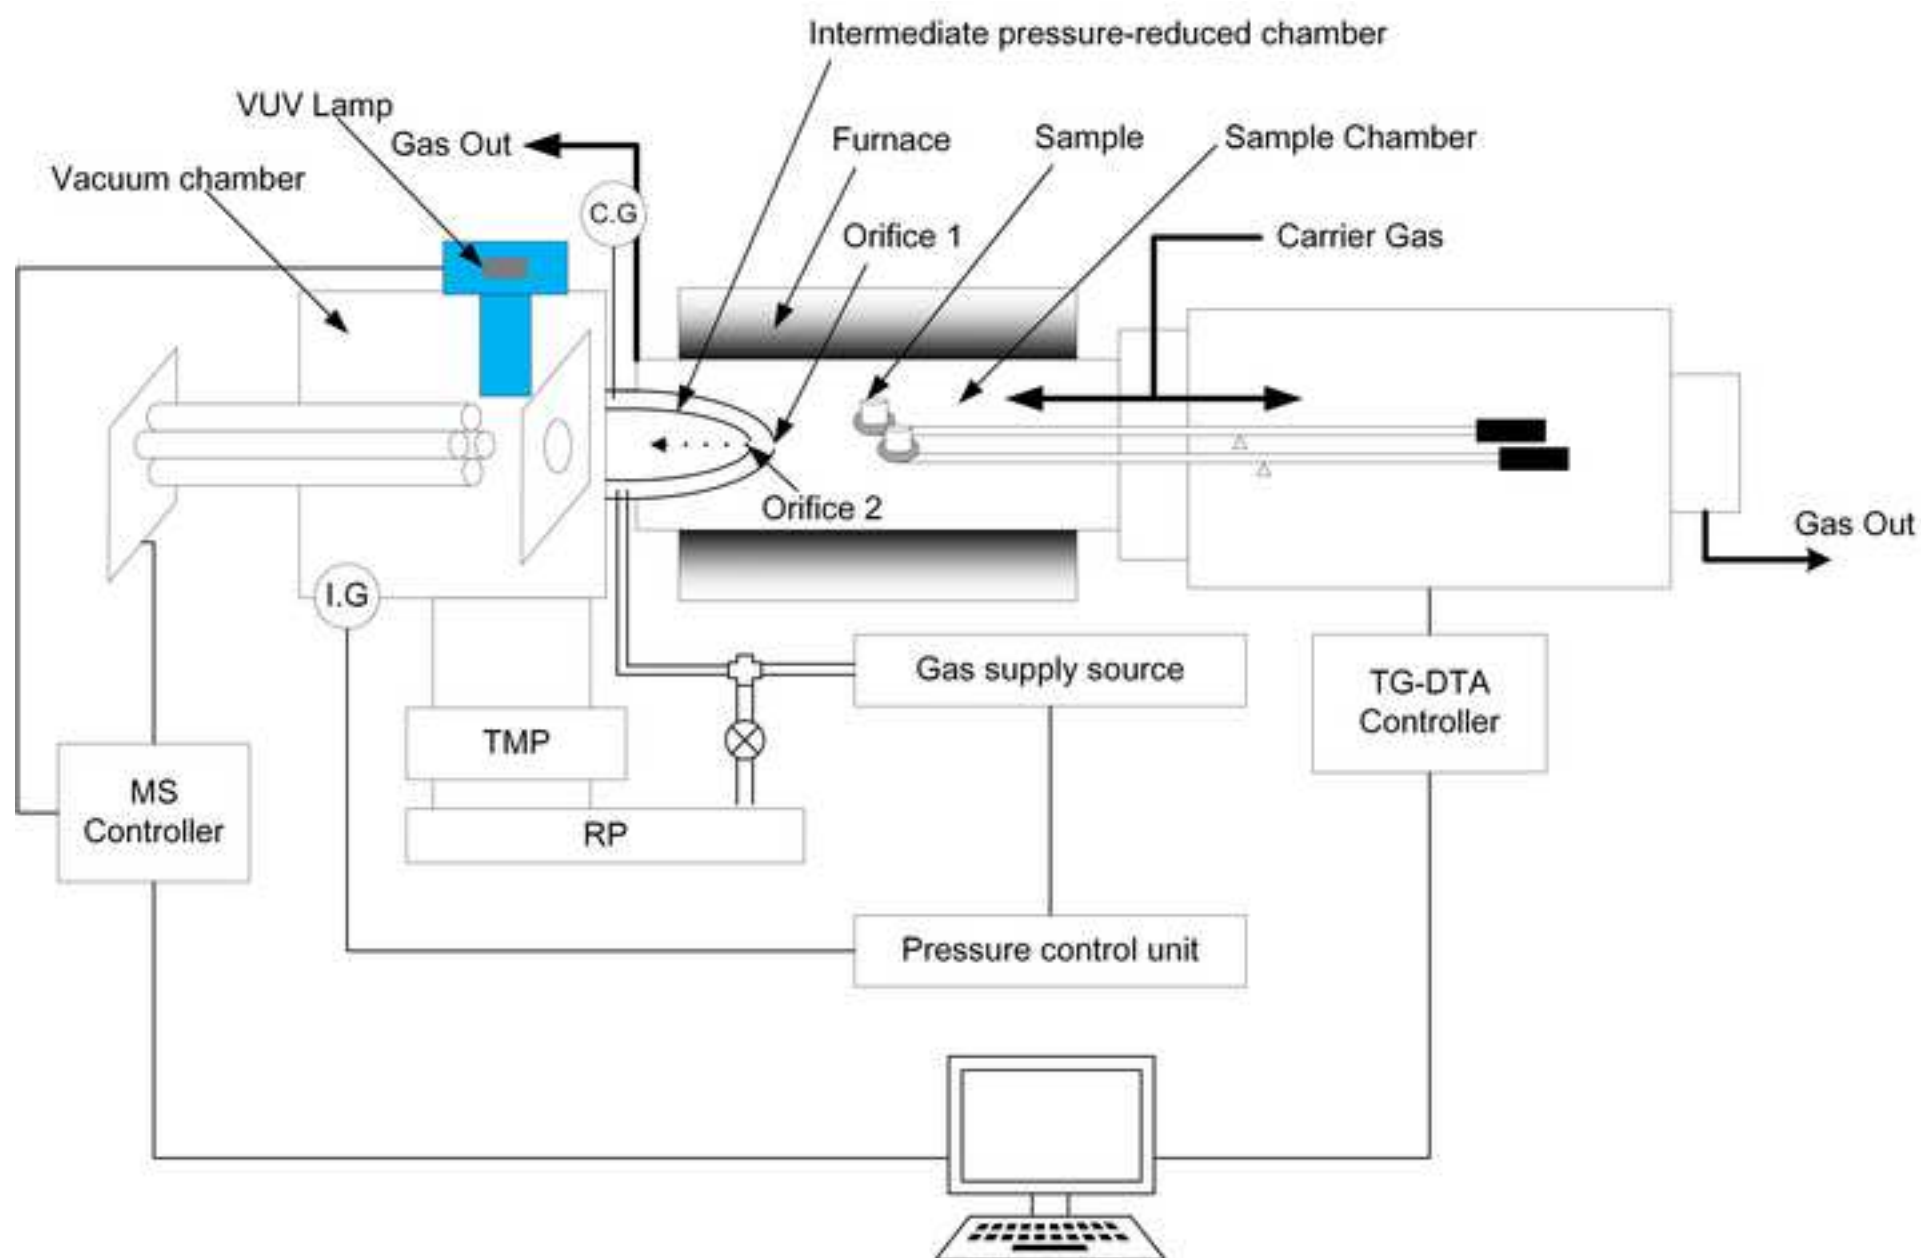 Intermediate pressure-reduced chamber
VUV Lamp
Gas Out
Furnace
Sample
Sample Chamber
Vacuum chamber
C.G
Orifice 1
Carrier Gas
Orifice 2
Gas Out
I.G
Gas supply source
TG-DTA
Controller
TMP
MS
Controller
RP
Pressure control unit